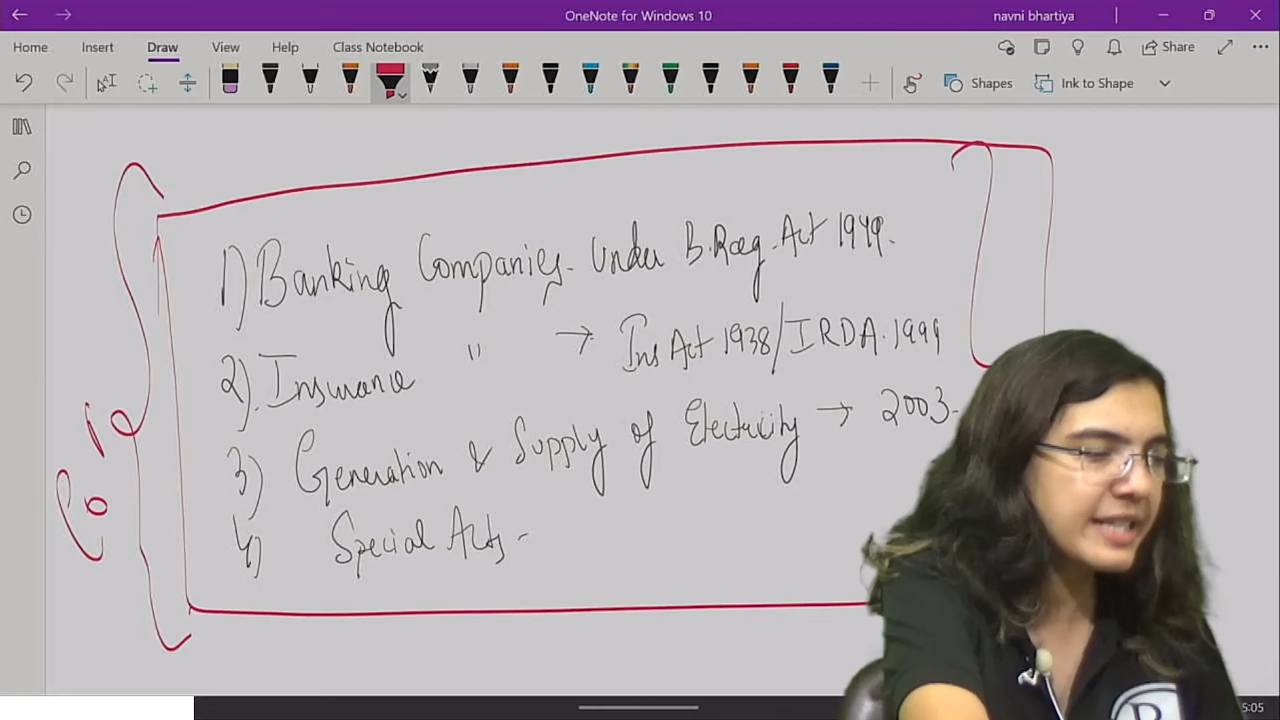 OneNote for Windows 10
navni bhartiya
Home Insert Draw View Help Class Notebook
Share
Shapes
Ink to Shape
1) Banking Companies. Under B.Reg. Act 1949.
2). Insurance " → Ins Act 1938/IRDA. 1999
3) Generation & Supply of Electricity → 2003-
4) Special Acts -
Co
5:05